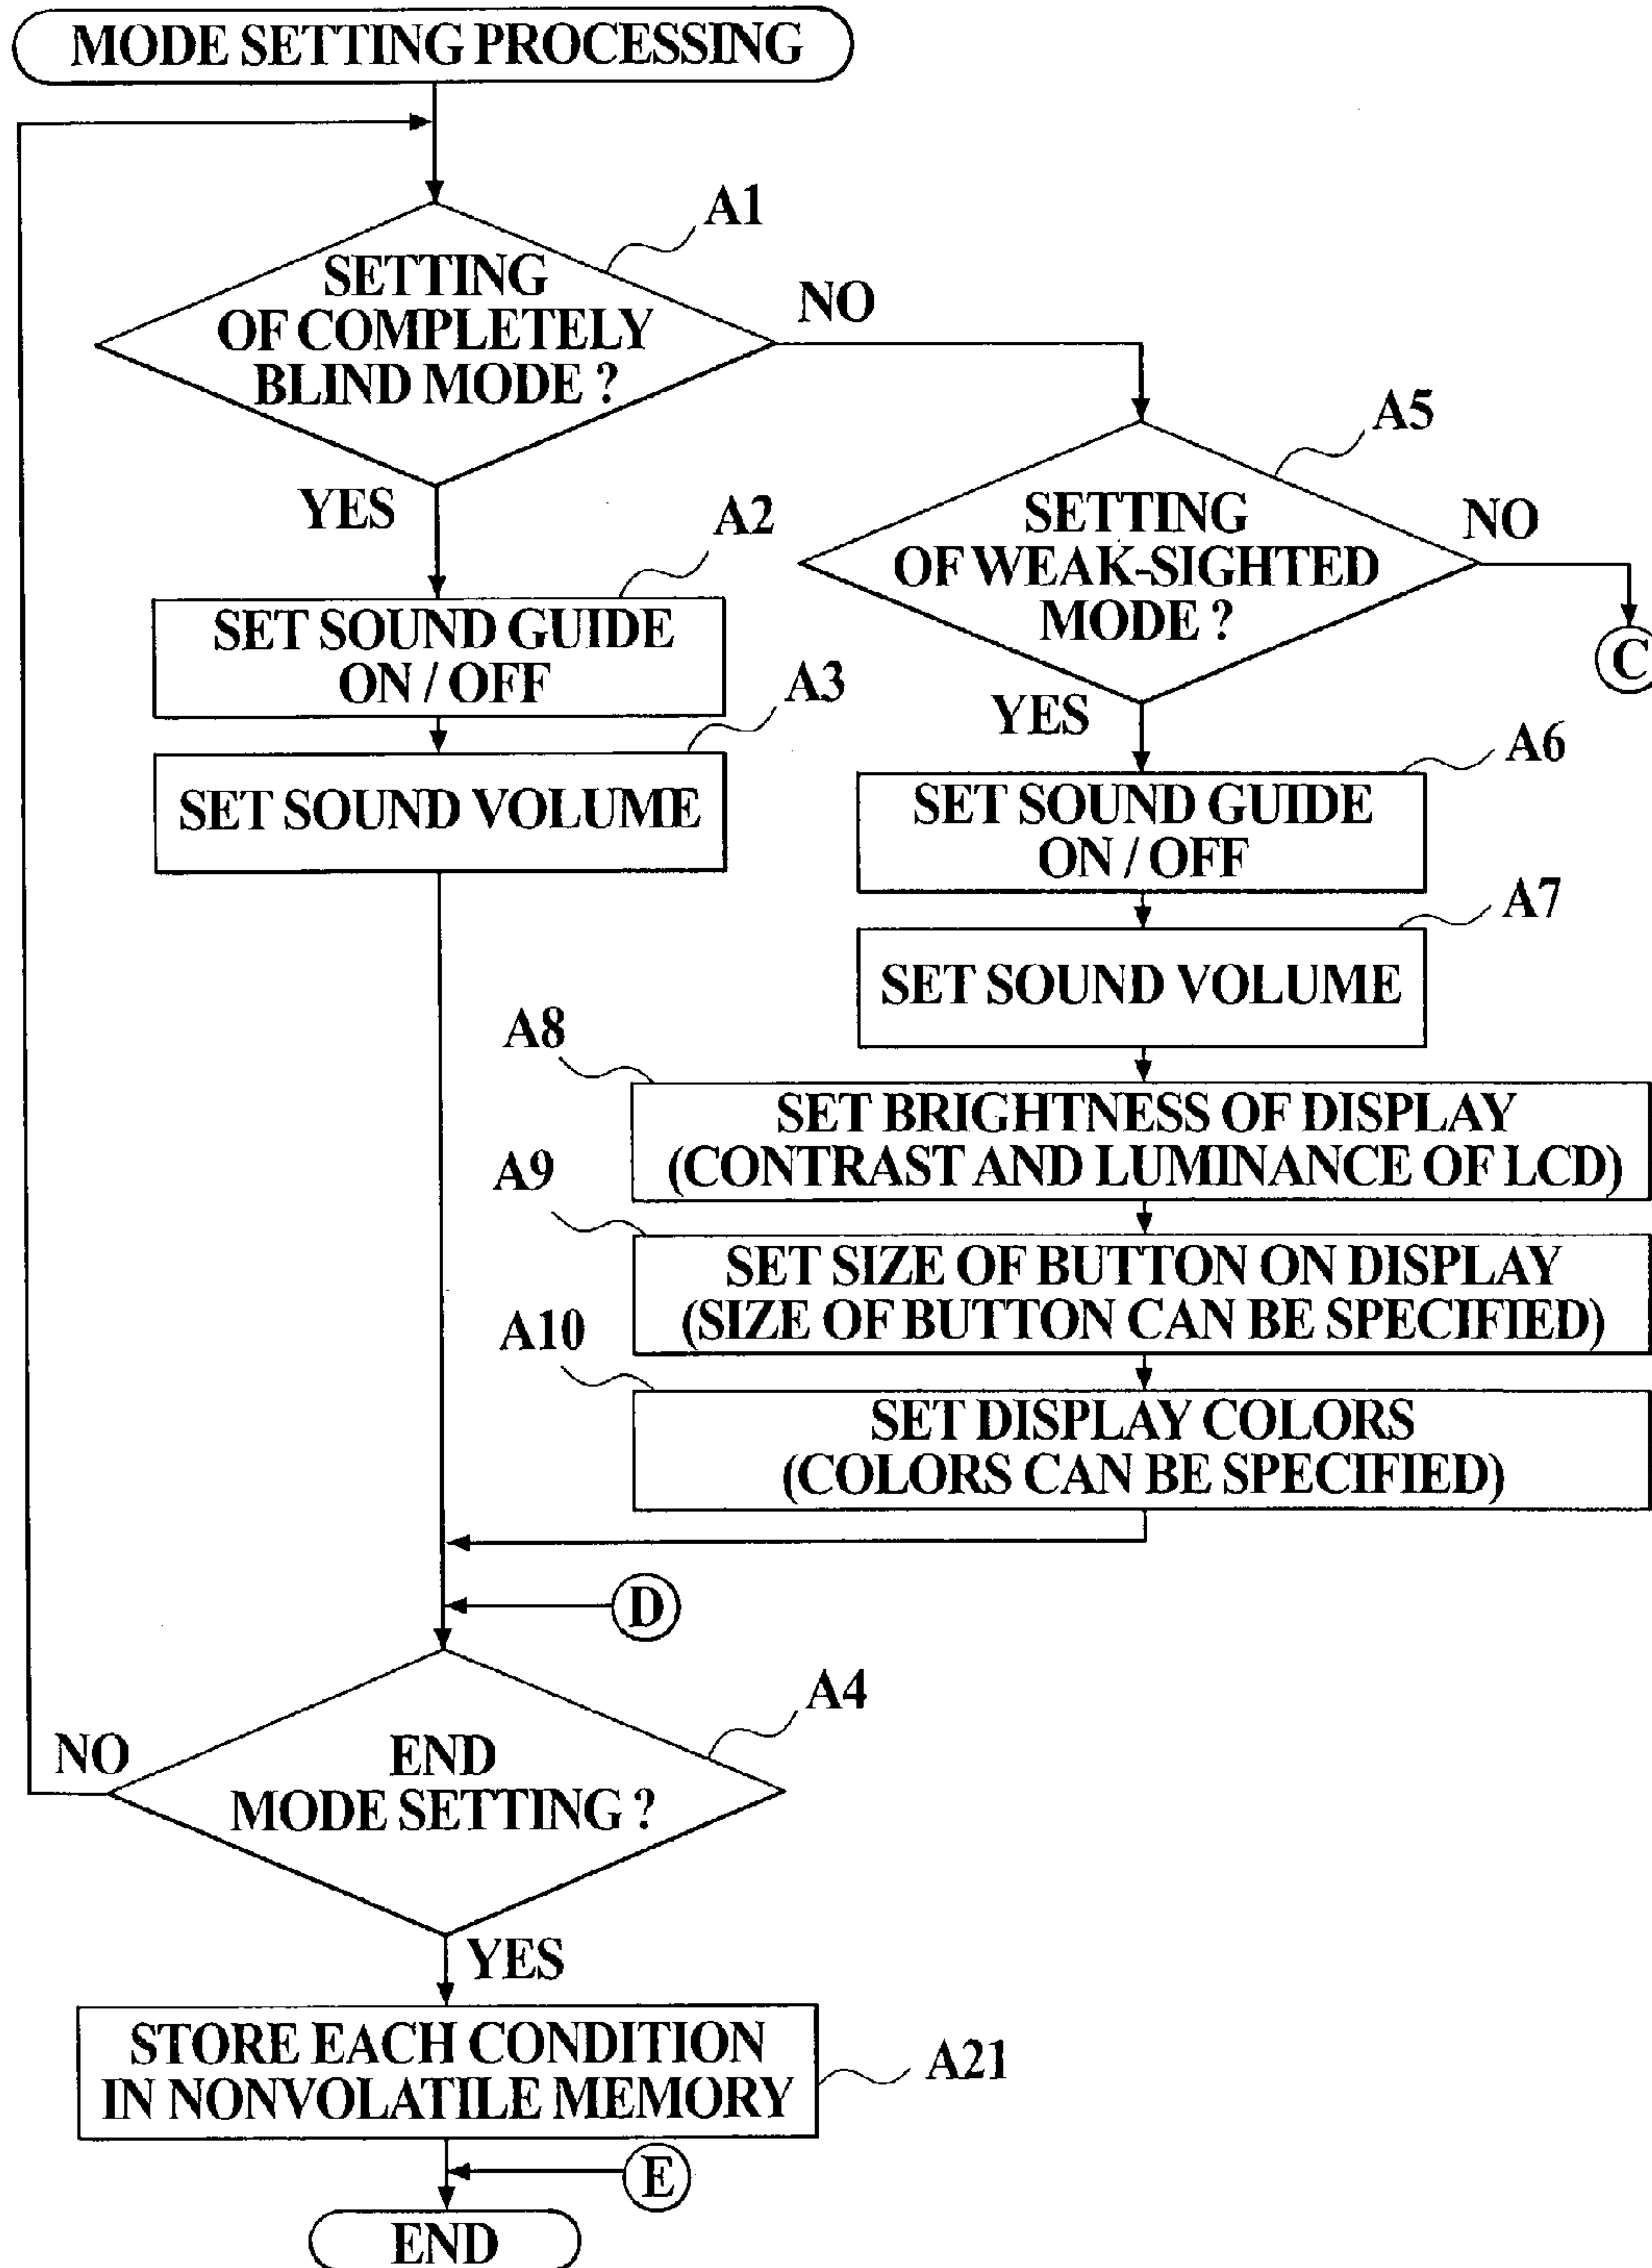 MODE SETTING PROCESSING
A1
SETTING
OF COMPLETELY
BLIND MODE ?
NO
YES
A5
SETTING
OF WEAK-SIGHTED
MODE ?
NO
C
YES
A2
SET SOUND GUIDE
ON / OFF
A3
SET SOUND VOLUME
A6
SET SOUND GUIDE
ON / OFF
A7
SET SOUND VOLUME
A8
SET BRIGHTNESS OF DISPLAY
(CONTRAST AND LUMINANCE OF LCD)
A9
SET SIZE OF BUTTON ON DISPLAY
(SIZE OF BUTTON CAN BE SPECIFIED)
A10
SET DISPLAY COLORS
(COLORS CAN BE SPECIFIED)
D
A4
NO
END
MODE SETTING ?
YES
STORE EACH CONDITION
IN NONVOLATILE MEMORY
A21
E
END